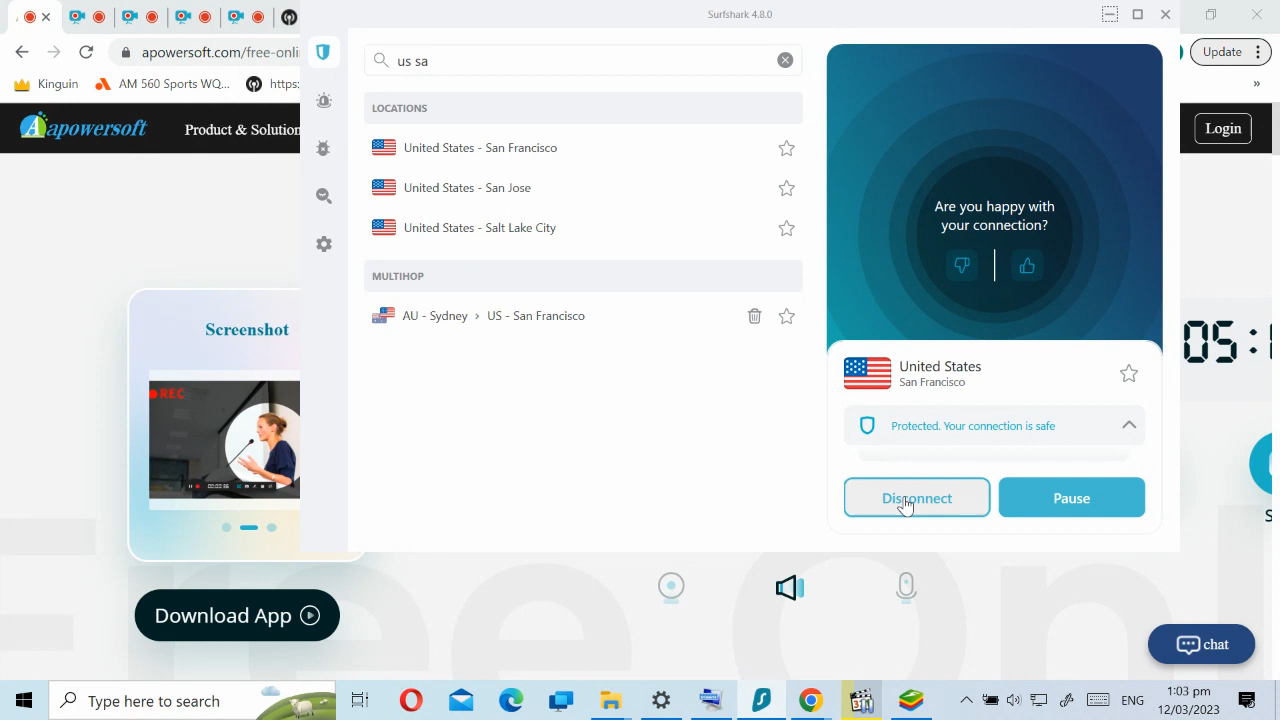 Surfshark 4.8.0
us sa
LOCATIONS
United States - San Francisco
United States - San Jose
United States - Salt Lake City
MULTIHOP
AU - Sydney › US - San Francisco
Are you happy with
your connection?
United States
San Francisco
Protected. Your connection is safe
Disconnect
Pause
apowersoft.com/free-onli
Update
Kinguin
AM 560 Sports WQ...
https:
»
Apowersoft
Product & Solution
Login
Screenshot
REC
05:
Download App
chat
Type here to search
ENG
1:03 pm
12/03/2023